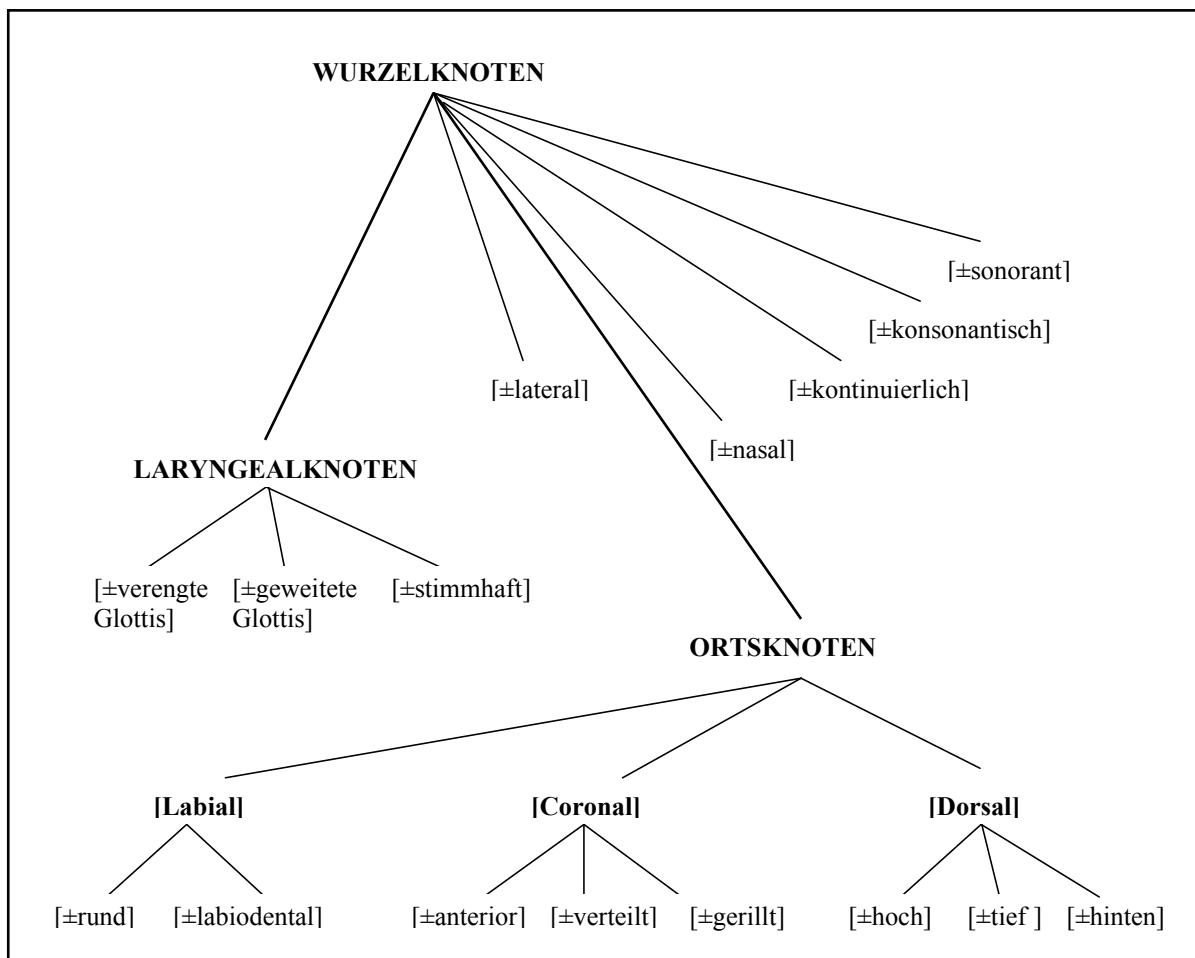 WURZELKNOTEN
[±sonorant]
[±konsonantisch]
[±lateral]
[±kontinuierlich]
[±nasal]
LARYNGEALKNOTEN
[±verengte Glottis]
[±geweitete Glottis]
[±stimmhaft]
ORTSKNOTEN
[Labial]
[Coronal]
[Dorsal]
[±rund]
[±labiodental]
[±anterior]
[±verteilt]
[±gerillt]
[±hoch]
[±tief ]
[±hinten]